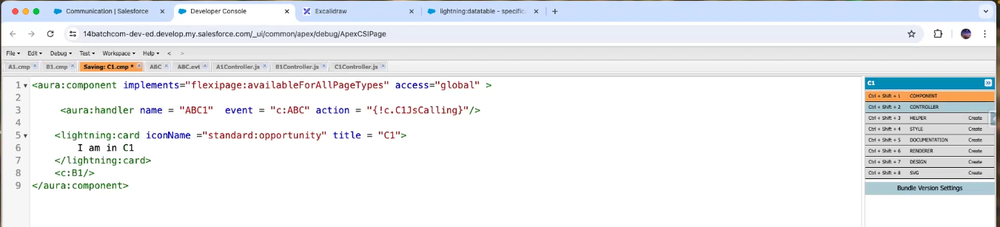 Communication | Salesforce
Developer Console
Excalidraw
lightning:datatable - specific
14batchcom-dev-ed.develop.my.salesforce.com/_ui/common/apex/debug/ApexCSIPage
File Edit Debug Test Workspace Help < >
A1.cmp B1.cmp Saving: C1.cmp * ABC ABC.evt A1Controller.js B1Controller.js C1Controller.js
1 <aura:component implements="flexipage:availableForAllPageTypes" access="global" >
2
3 <aura:handler name = "ABC1" event = "c:ABC" action = "{!c.C1JsCalling}"/>
4
5 <lightning:card iconName ="standard:opportunity" title = "C1">
6 I am in C1
7 </lightning:card>
8 <c:B1/>
9 </aura:component>
C1
Ctrl + Shift + 1 COMPONENT
Ctrl + Shift + 2 CONTROLLER
Ctrl + Shift + 3 HELPER Create
Ctrl + Shift + 4 STYLE Create
Ctrl + Shift + 5 DOCUMENTATION Create
Ctrl + Shift + 6 RENDERER Create
Ctrl + Shift + 7 DESIGN Create
Ctrl + Shift + 8 SVG Create
Bundle Version Settings